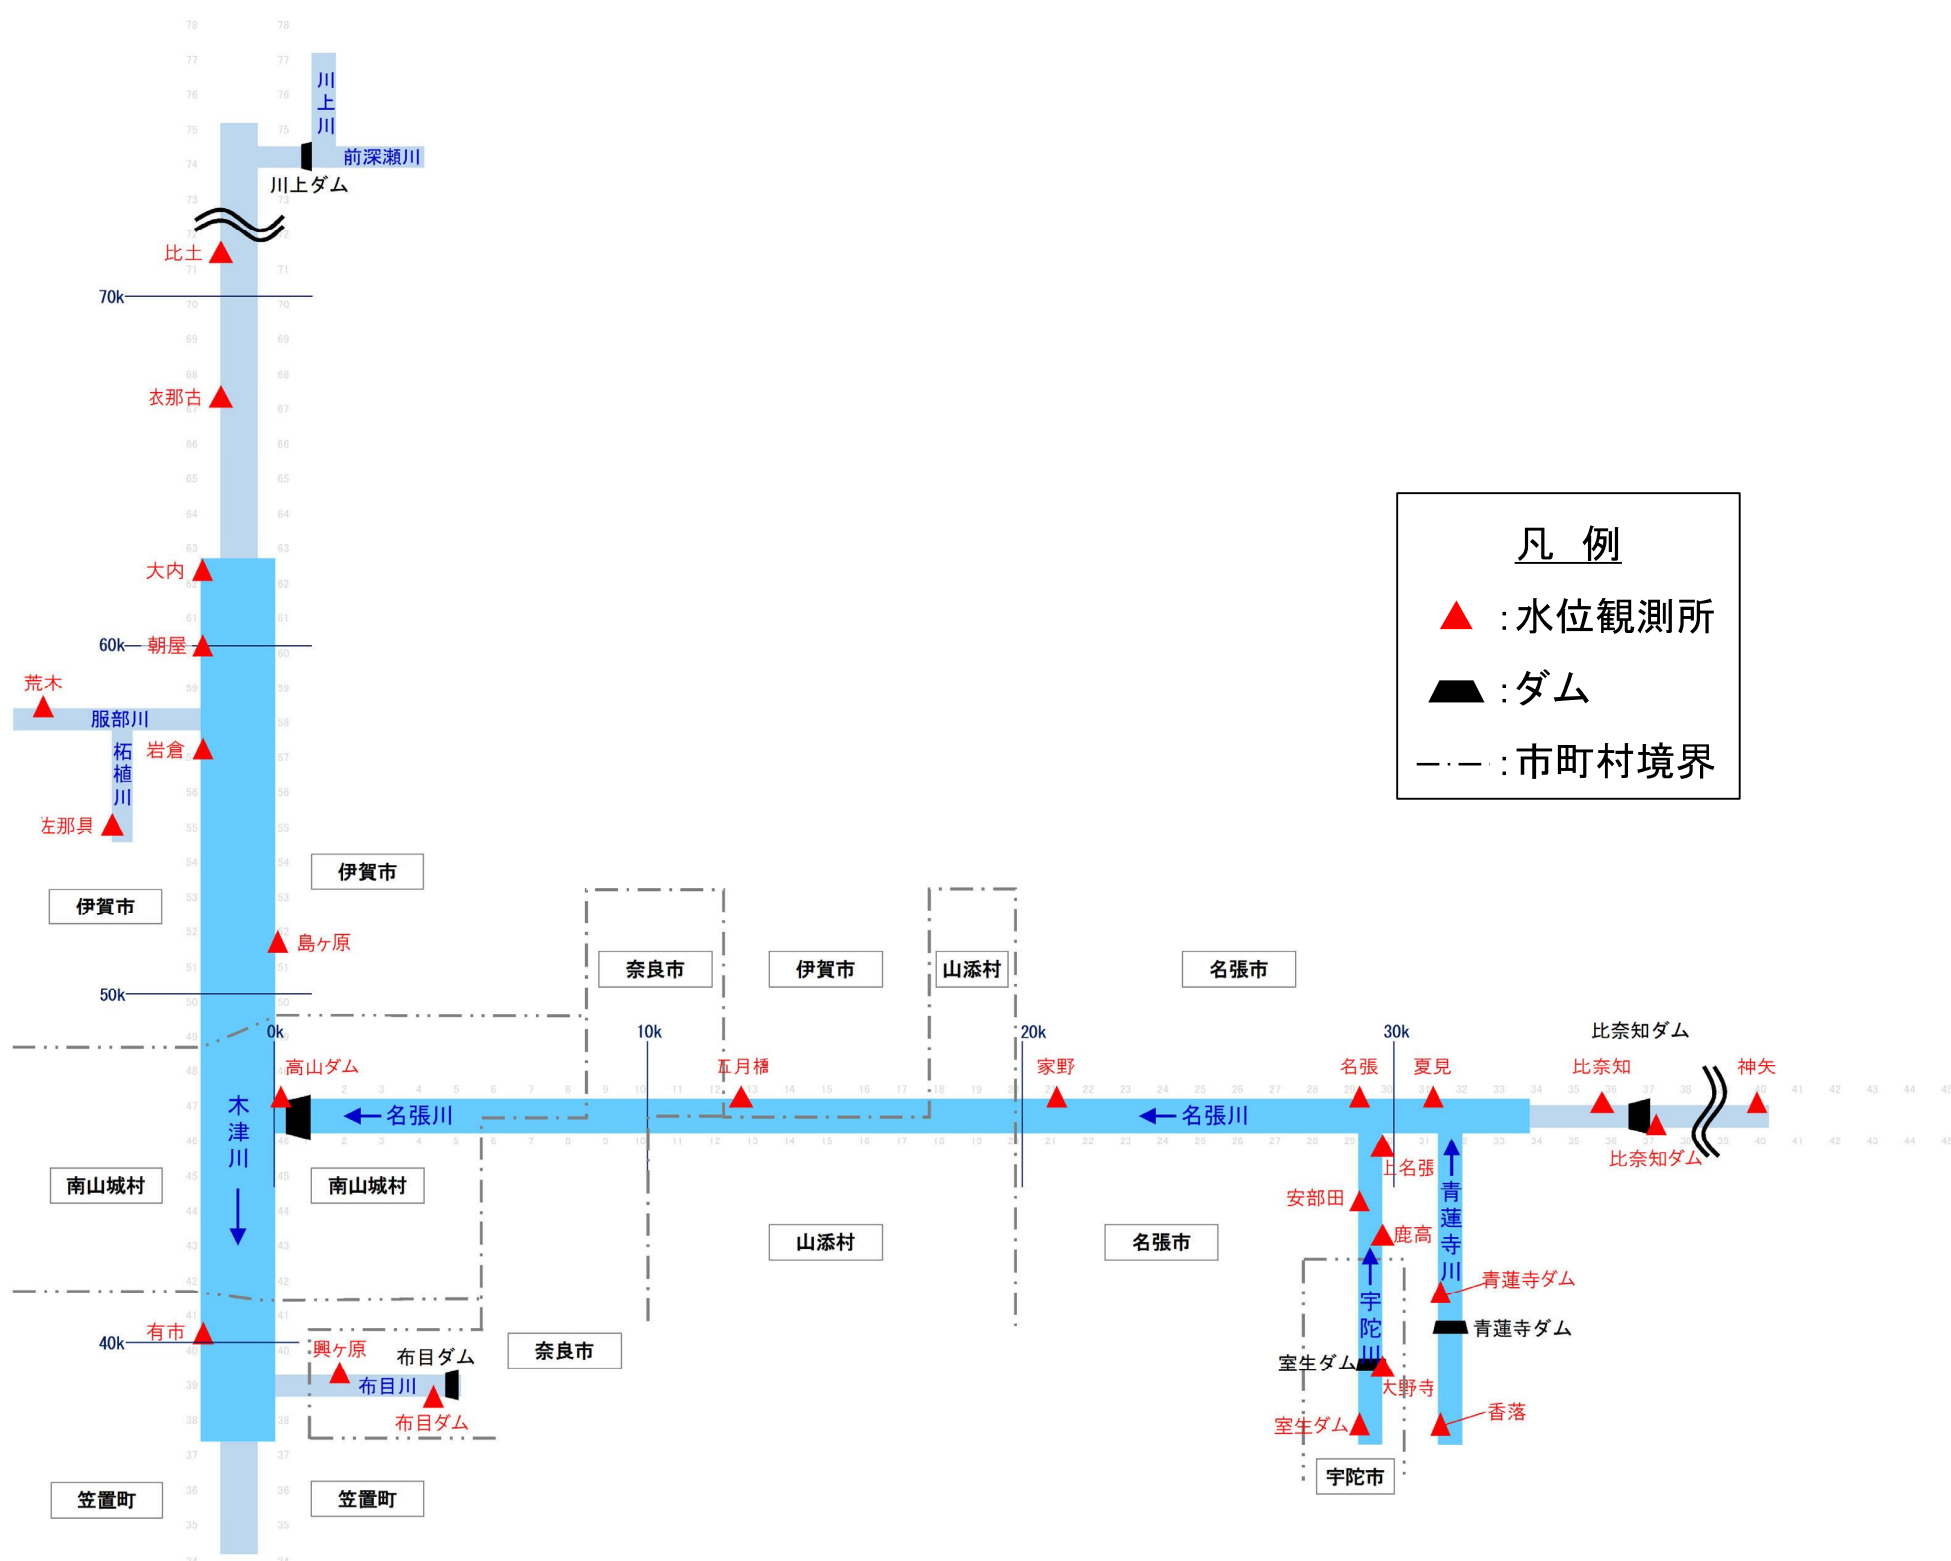 川上川
前深瀬川
川上ダム
比土
70k
衣那古
大内
60k
朝屋
荒木
服部川
岩倉
柘植川
佐那具
伊賀市
伊賀市
島ヶ原
50k
凡 例
:水位観測所
:ダム
:市町村境界
奈良市
伊賀市
山添村
名張市
0k
10k
20k
30k
比奈知ダム
高山ダム
五月橋
家野
名張
夏見
比奈知
神矢
木津川
名張川
名張川
比奈知ダム
上名張
青蓮寺川
南山城村
南山城村
安部田
鹿高
山添村
名張市
宇陀川
青蓮寺ダム
有市
40k
興ヶ原
布目ダム
奈良市
青蓮寺ダム
室生ダム
布目川
大野寺
布目ダム
室生ダム
香落
宇陀市
笠置町
笠置町